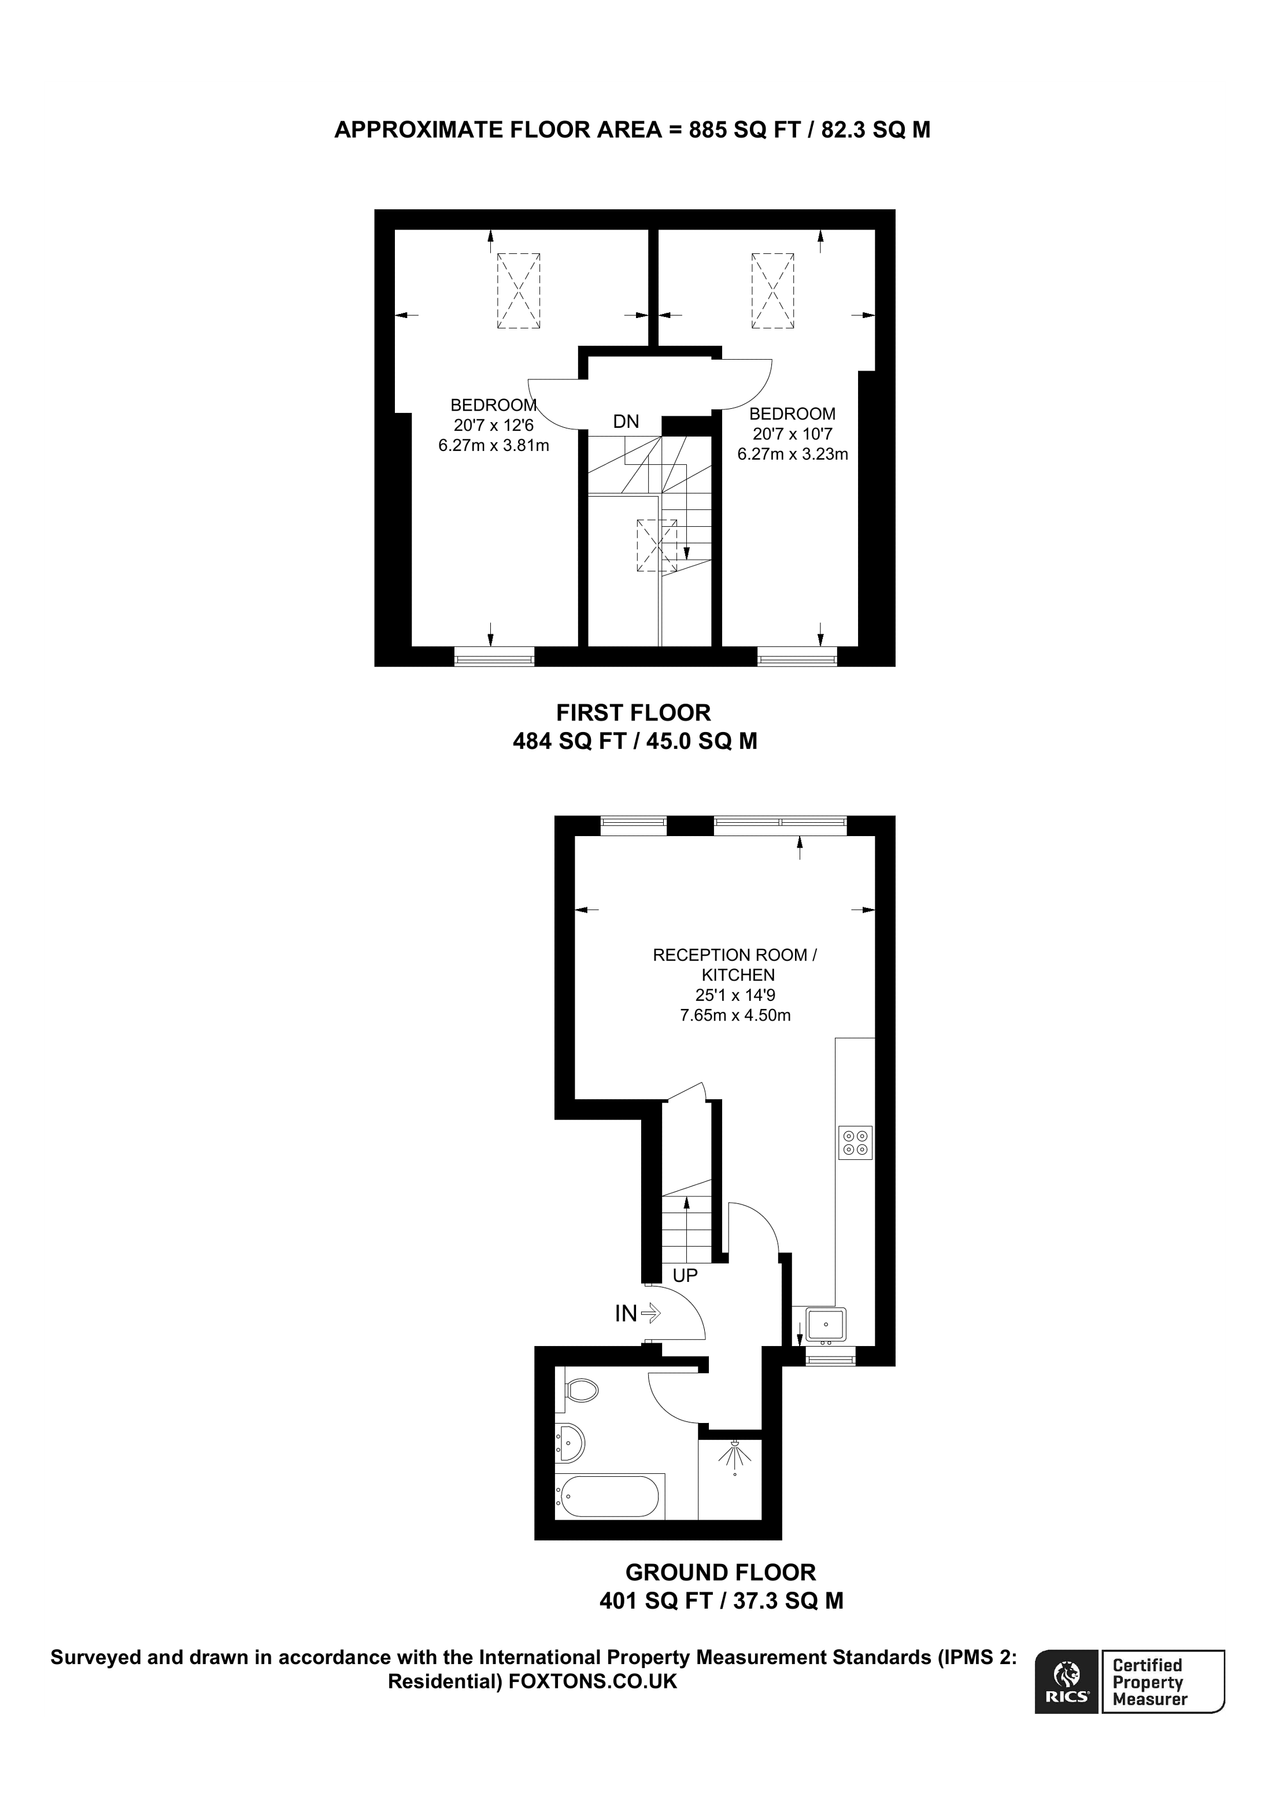 APPROXIMATE FLOOR AREA = 885 SQ FT / 82.3 SQ M
BEDROOM
20'7 x 12'6
6.27m x 3.81m
DN
BEDROOM
20'7 x 10'7
6.27m x 3.23m
FIRST FLOOR
484 SQ FT / 45.0 SQ M
RECEPTION ROOM /
KITCHEN
25'1 x 14'9
7.65m x 4.50m
UP
IN
GROUND FLOOR
401 SQ FT / 37.3 SQ M
Surveyed and drawn in accordance with the International Property Measurement Standards (IPMS 2:
Residential) FOXTONS.CO.UK
RICS
Certified
Property
Measurer